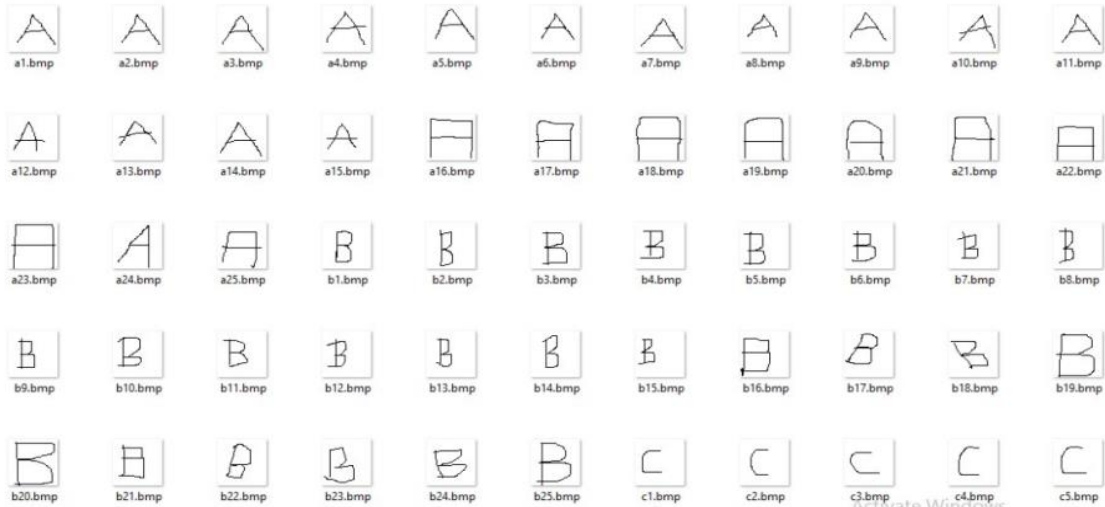 A A A A A A A A A A A
a1.bmp a2.bmp a3.bmp a4.bmp a5.bmp a6.bmp a7.bmp a8.bmp a9.bmp a10.bmp a11.bmp
A A A A A A A A A A A
a12.bmp a13.bmp a14.bmp a15.bmp a16.bmp a17.bmp a18.bmp a19.bmp a20.bmp a21.bmp a22.bmp
A A A B B B B B B B B
a23.bmp a24.bmp a25.bmp b1.bmp b2.bmp b3.bmp b4.bmp b5.bmp b6.bmp b7.bmp b8.bmp
B B B B B B B B B B B
b9.bmp b10.bmp b11.bmp b12.bmp b13.bmp b14.bmp b15.bmp b16.bmp b17.bmp b18.bmp b19.bmp
B B B B B B C C C C C
b20.bmp b21.bmp b22.bmp b23.bmp b24.bmp b25.bmp c1.bmp c2.bmp c3.bmp c4.bmp c5.bmp
Activate Windows